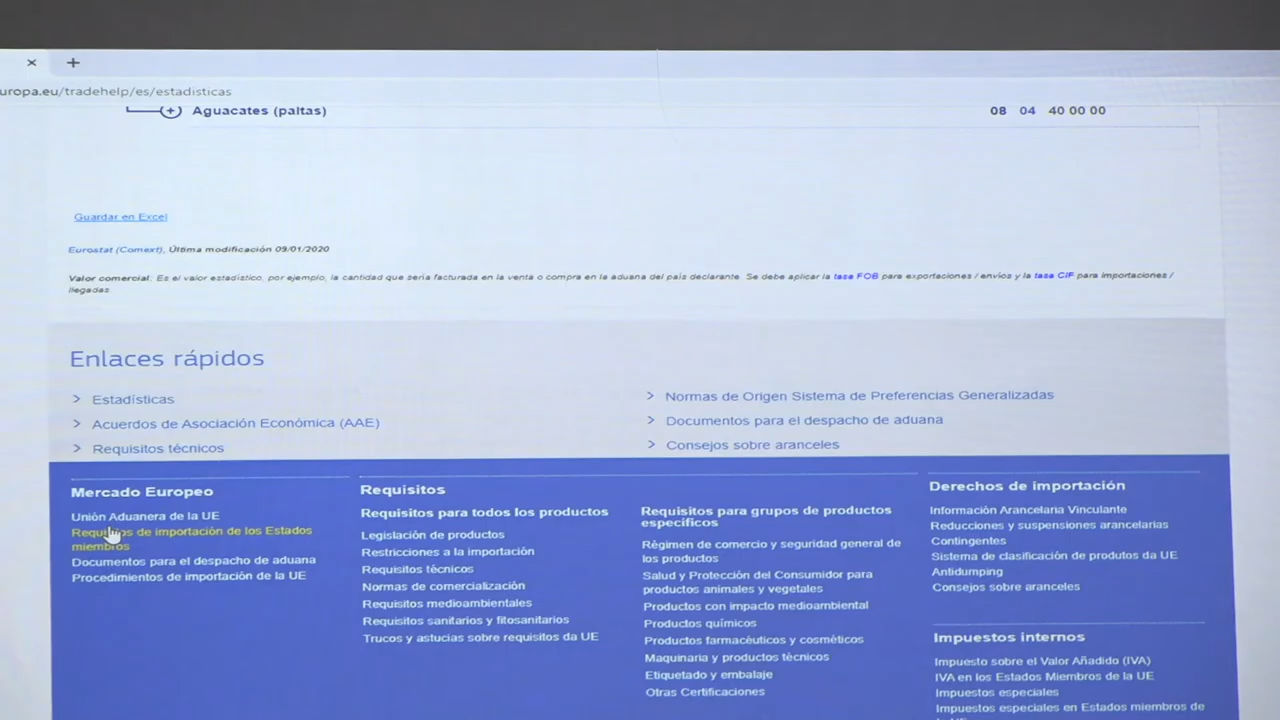 ×
+
uropa.eu/tradehelp/es/estadisticas
Aguacates (paltas) 08 04 40 00 00
Guardar en Excel
Eurostat (Comext), Última modificación 09/01/2020
Valor comercial: Es el valor estadístico, por ejemplo, la cantidad que sería facturada en la venta o compra en la aduana del país declarante. Se debe aplicar la tasa FOB para exportaciones / envíos y la tasa CIF para importaciones /
llegadas
Enlaces rápidos
> Estadísticas
> Acuerdos de Asociación Económica (AAE)
> Requisitos técnicos
> Normas de Origen Sistema de Preferencias Generalizadas
> Documentos para el despacho de aduana
> Consejos sobre aranceles
Mercado Europeo
Unión Aduanera de la UE
Requisitos de importación de los Estados
miembros
Documentos para el despacho de aduana
Procedimientos de importación de la UE
Requisitos
Requisitos para todos los productos
Legislación de productos
Restricciones a la importación
Requisitos técnicos
Normas de comercialización
Requisitos medioambientales
Requisitos sanitarios y fitosanitarios
Trucos y astucias sobre requisitos da UE
Requisitos para grupos de productos
específicos
Régimen de comercio y seguridad general de
los productos
Salud y Protección del Consumidor para
productos animales y vegetales
Productos con impacto medioambiental
Productos químicos
Productos farmacéuticos y cosméticos
Maquinaria y productos técnicos
Etiquetado y embalaje
Otras Certificaciones
Derechos de importación
Información Arancelaria Vinculante
Reducciones y suspensiones arancelarias
Contingentes
Sistema de clasificación de produtos da UE
Antidumping
Consejos sobre aranceles
Impuestos internos
Impuesto sobre el Valor Añadido (IVA)
IVA en los Estados Miembros de la UE
Impuestos especiales
Impuestos especiales en Estados miembros de